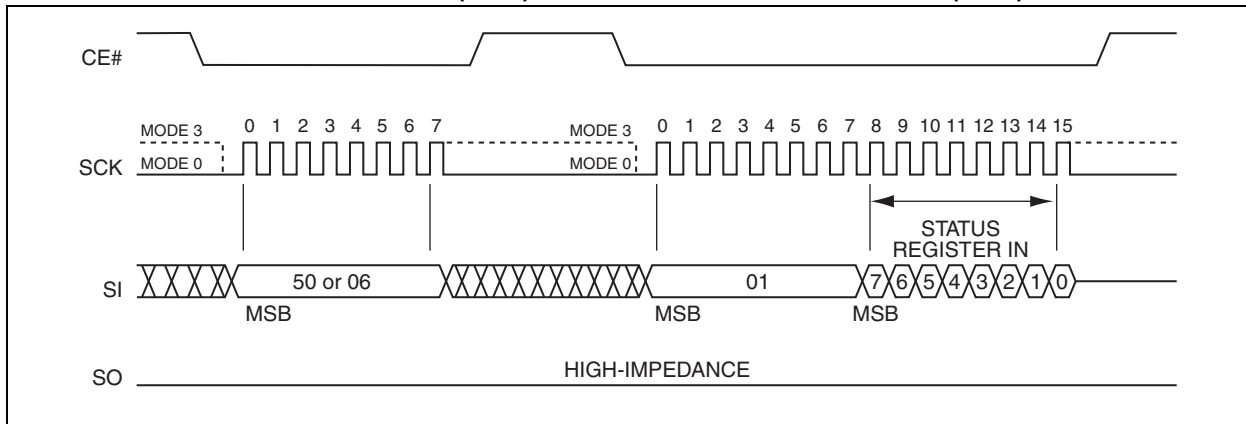 CE#
MODE 3 0 1 2 3 4 5 6 7 MODE 3 0 1 2 3 4 5 6 7 8 9 10 11 12 13 14 15
SCK MODE 0 MODE 0
STATUS
REGISTER IN
SI 50 or 06 01 7 6 5 4 3 2 1 0
MSB MSB MSB
SO HIGH-IMPEDANCE